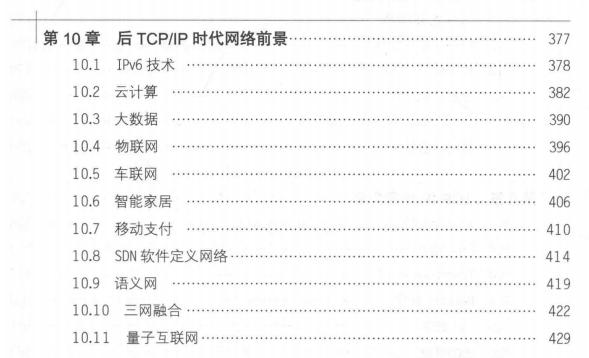 第 10 章 后 TCP/IP 时代网络前景 377
10.1 IPv6 技术 378
10.2 云计算 382
10.3 大数据 390
10.4 物联网 396
10.5 车联网 402
10.6 智能家居 406
10.7 移动支付 410
10.8 SDN 软件定义网络 414
10.9 语义网 419
10.10 三网融合 422
10.11 量子互联网 429